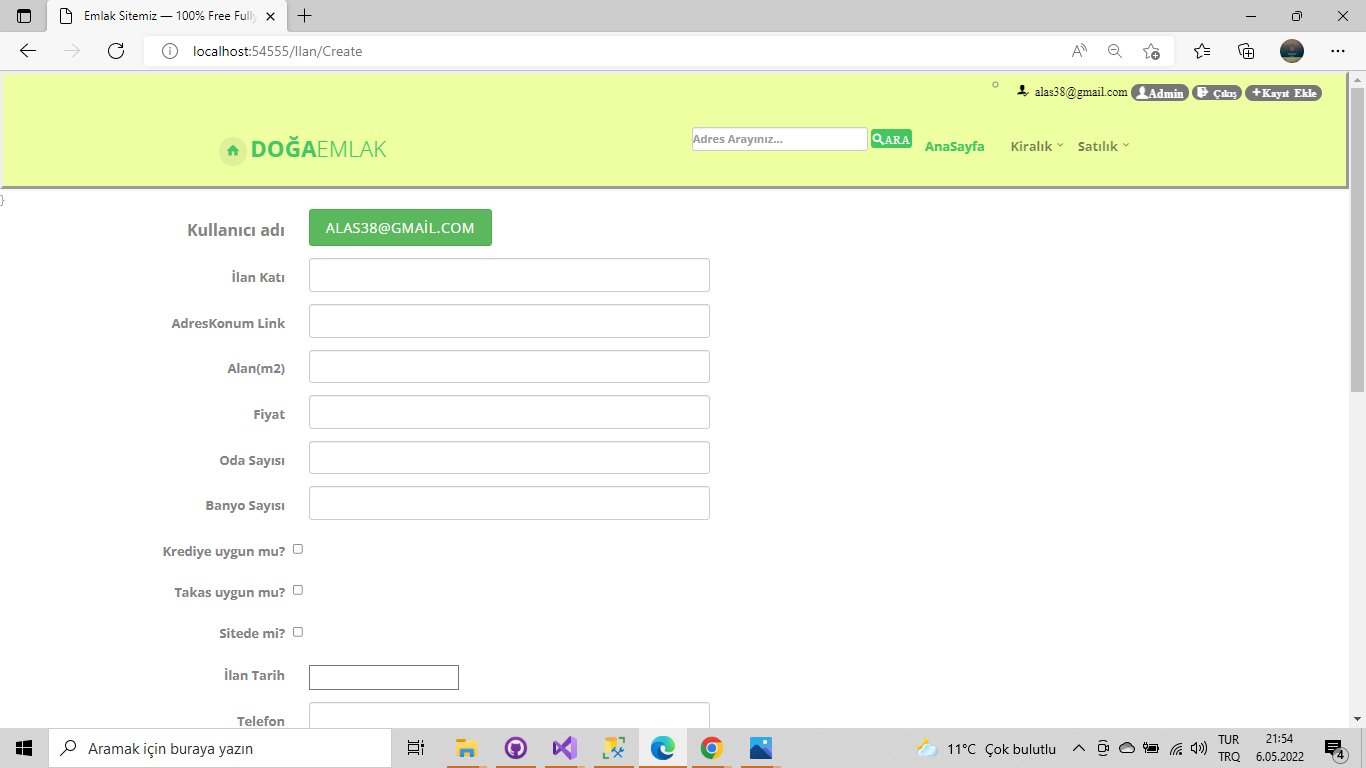 Emlak Sitemiz — 100% Free Fully
localhost:54555/Ilan/Create
alas38@gmail.com Admin Çıkış +Kayıt Ekle
DOĞAEMLAK
Adres Arayınız... ARA AnaSayfa Kiralık Satılık
}
Kullanıcı adı ALAS38@GMAİL.COM
İlan Katı
AdresKonum Link
Alan(m2)
Fiyat
Oda Sayısı
Banyo Sayısı
Krediye uygun mu?
Takas uygun mu?
Sitede mi?
İlan Tarih
Telefon
Aramak için buraya yazın
11°C Çok bulutlu
TUR
TRQ
21:54
6.05.2022
4